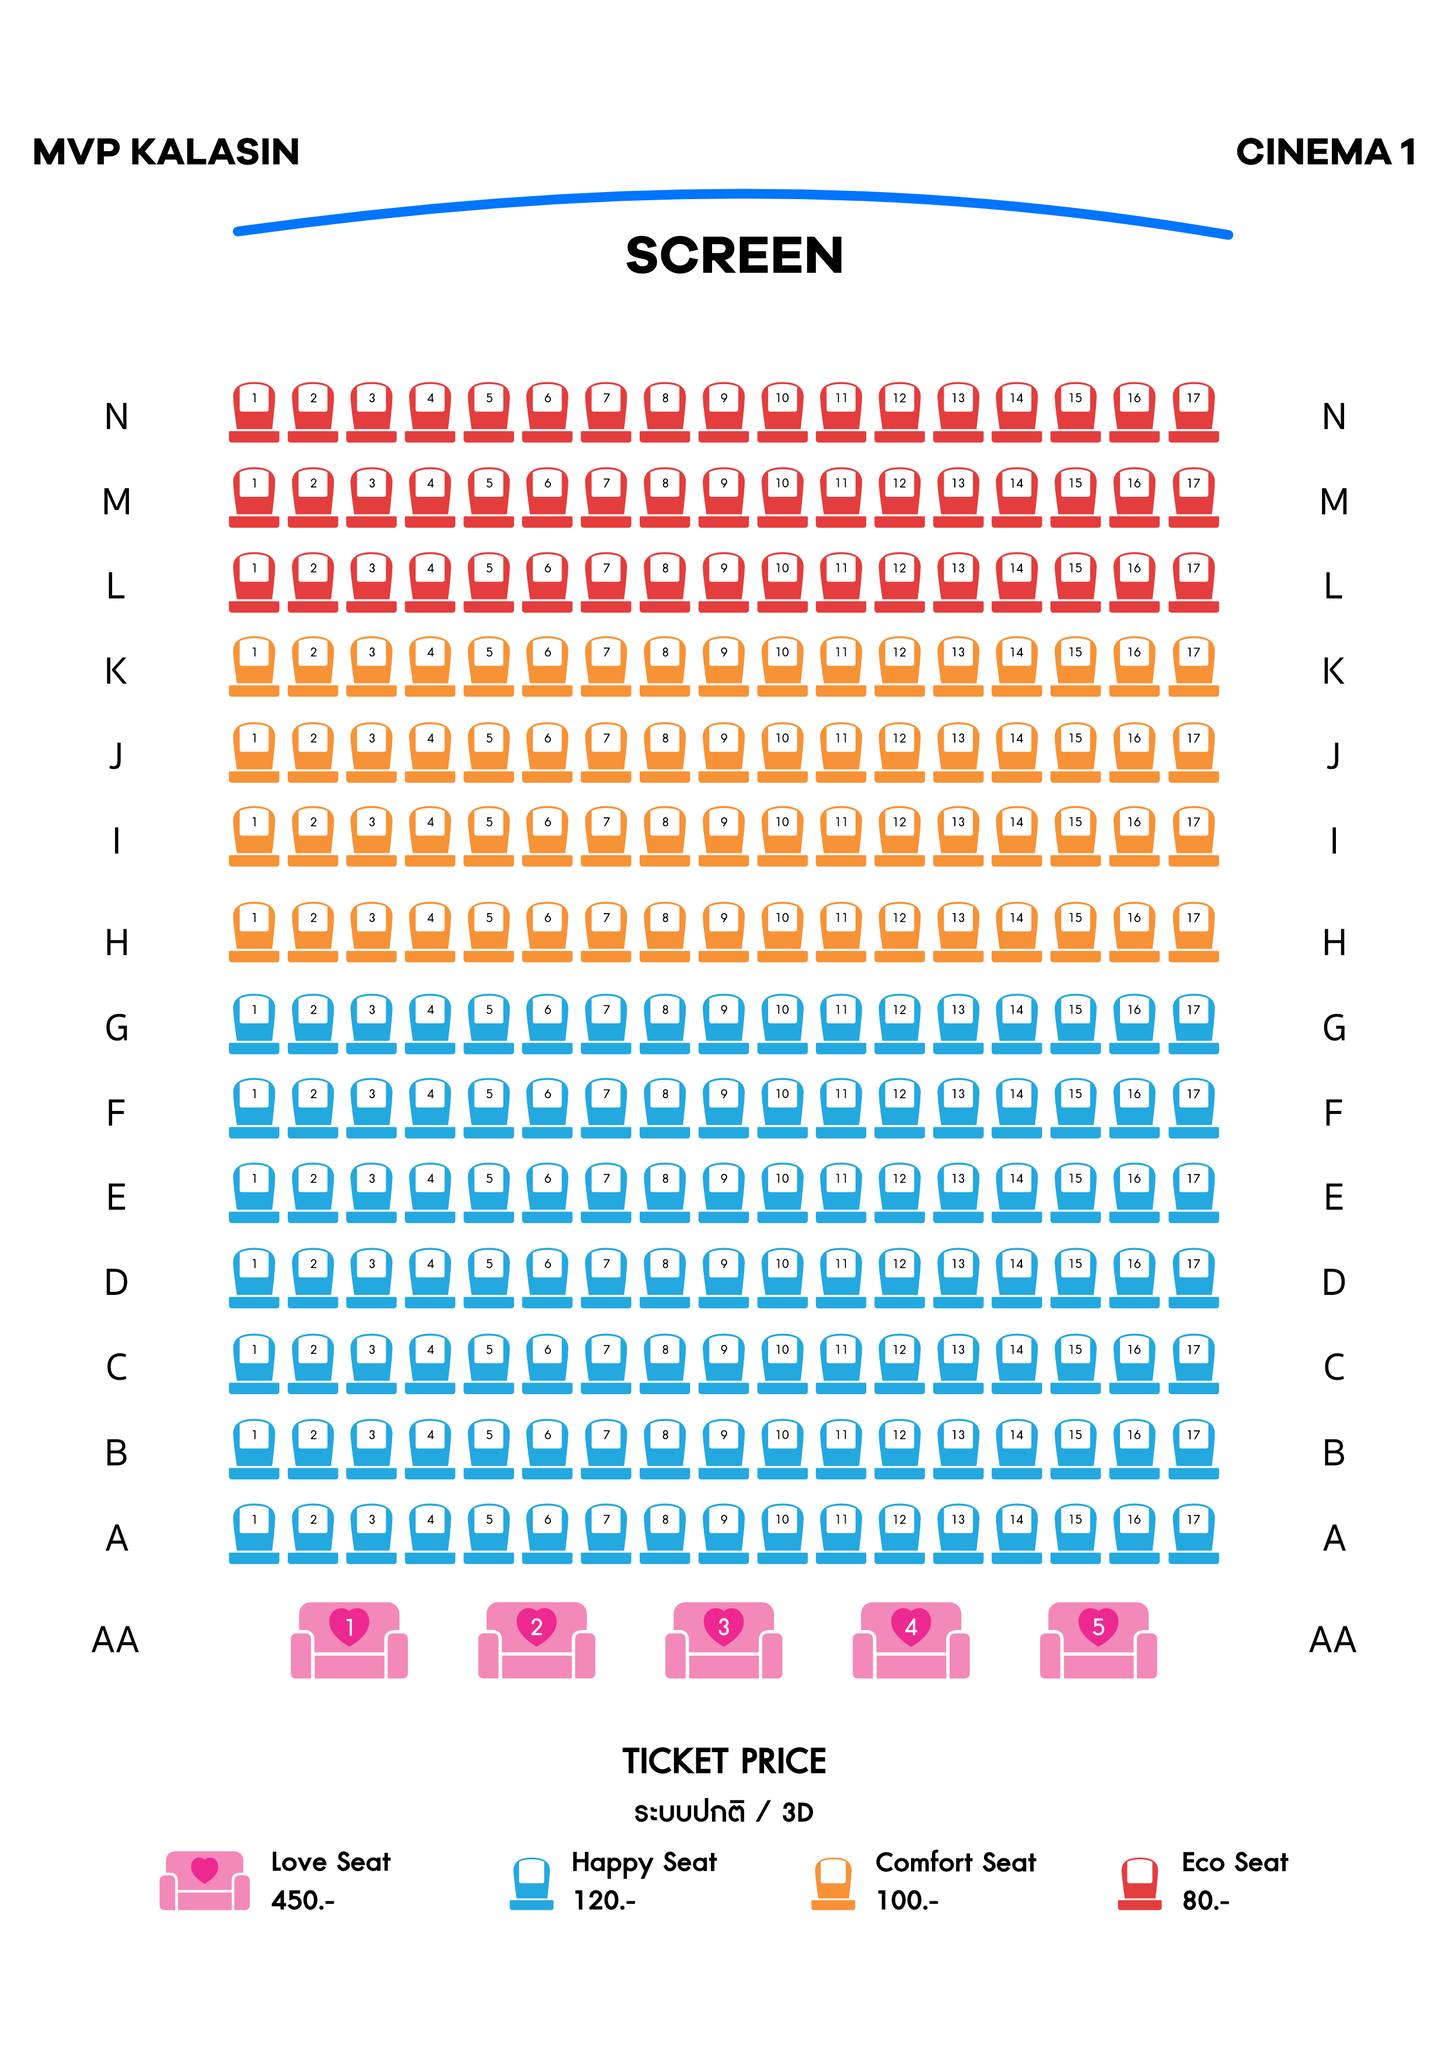 MVP KALASIN CINEMA 1
SCREEN
N 1 2 3 4 5 6 7 8 9 10 11 12 13 14 15 16 17 N
M 1 2 3 4 5 6 7 8 9 10 11 12 13 14 15 16 17 M
L 1 2 3 4 5 6 7 8 9 10 11 12 13 14 15 16 17 L
K 1 2 3 4 5 6 7 8 9 10 11 12 13 14 15 16 17 K
J 1 2 3 4 5 6 7 8 9 10 11 12 13 14 15 16 17 J
I 1 2 3 4 5 6 7 8 9 10 11 12 13 14 15 16 17 I
H 1 2 3 4 5 6 7 8 9 10 11 12 13 14 15 16 17 H
G 1 2 3 4 5 6 7 8 9 10 11 12 13 14 15 16 17 G
F 1 2 3 4 5 6 7 8 9 10 11 12 13 14 15 16 17 F
E 1 2 3 4 5 6 7 8 9 10 11 12 13 14 15 16 17 E
D 1 2 3 4 5 6 7 8 9 10 11 12 13 14 15 16 17 D
C 1 2 3 4 5 6 7 8 9 10 11 12 13 14 15 16 17 C
B 1 2 3 4 5 6 7 8 9 10 11 12 13 14 15 16 17 B
A 1 2 3 4 5 6 7 8 9 10 11 12 13 14 15 16 17 A
AA 1 2 3 4 5 AA
TICKET PRICE
ระบบปกติ / 3D
Love Seat Happy Seat Comfort Seat Eco Seat
450.- 120.- 100.- 80.-